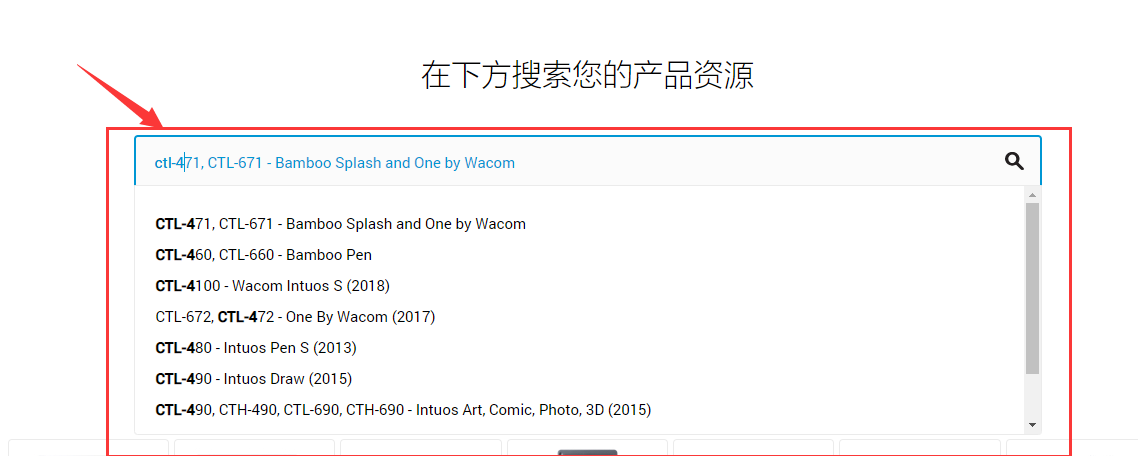 在下方搜索您的产品资源
ctl-471, CTL-671 - Bamboo Splash and One by Wacom
CTL-471, CTL-671 - Bamboo Splash and One by Wacom
CTL-460, CTL-660 - Bamboo Pen
CTL-4100 - Wacom Intuos S (2018)
CTL-672, CTL-472 - One By Wacom (2017)
CTL-480 - Intuos Pen S (2013)
CTL-490 - Intuos Draw (2015)
CTL-490, CTH-490, CTL-690, CTH-690 - Intuos Art, Comic, Photo, 3D (2015)